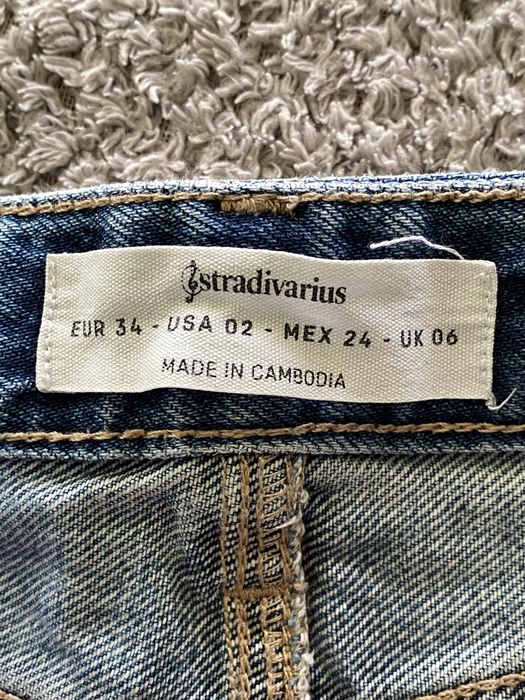 stradivarius
EUR 34 - USA 02 - MEX 24 - UK 06
MADE IN CAMBODIA